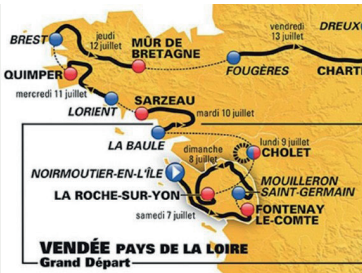 DREUX
vendredi
13 juillet
jeudi
12 juillet
BREST
MÛR DE
BRETAGNE
FOUGÈRES
CHART
QUIMPER
mercredi 11 juillet
LORIENT
SARZEAU
mardi 10 juillet
LA BAULE
lundi 9 juillet
CHOLET
dimanche
8 juillet
NOIRMOUTIER-EN-L'ÎLE
MOUILLERON
SAINT-GERMAIN
LA ROCHE-SUR-YON
samedi 7 juillet
FONTENAY
LE-COMTE
VENDÉE PAYS DE LA LOIRE
Grand Départ